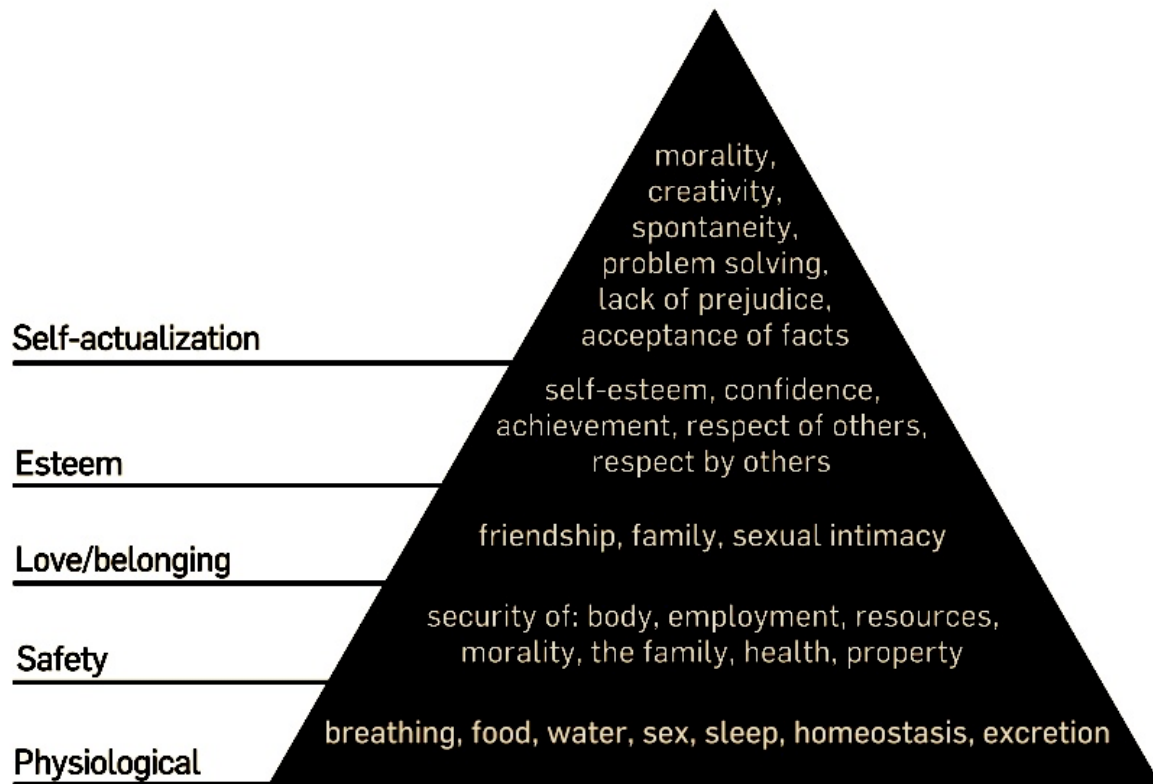 morality,
creativity,
spontaneity,
problem solving,
lack of prejudice,
acceptance of facts
Self-actualization
self-esteem, confidence,
achievement, respect of others,
respect by others
Esteem
friendship, family, sexual intimacy
Love/belonging
security of: body, employment, resources,
morality, the family, health, property
Safety
breathing, food, water, sex, sleep, homeostasis, excretion
Physiological